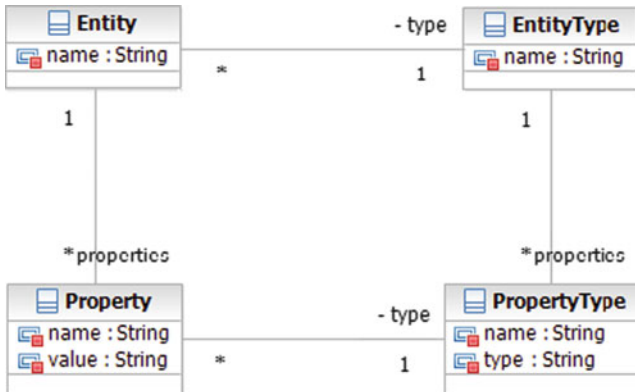 Entity
name : String
- type
*
1
EntityType
name : String
1
1
*properties
*properties
Property
name : String
value : String
- type
*
1
PropertyType
name : String
type : String